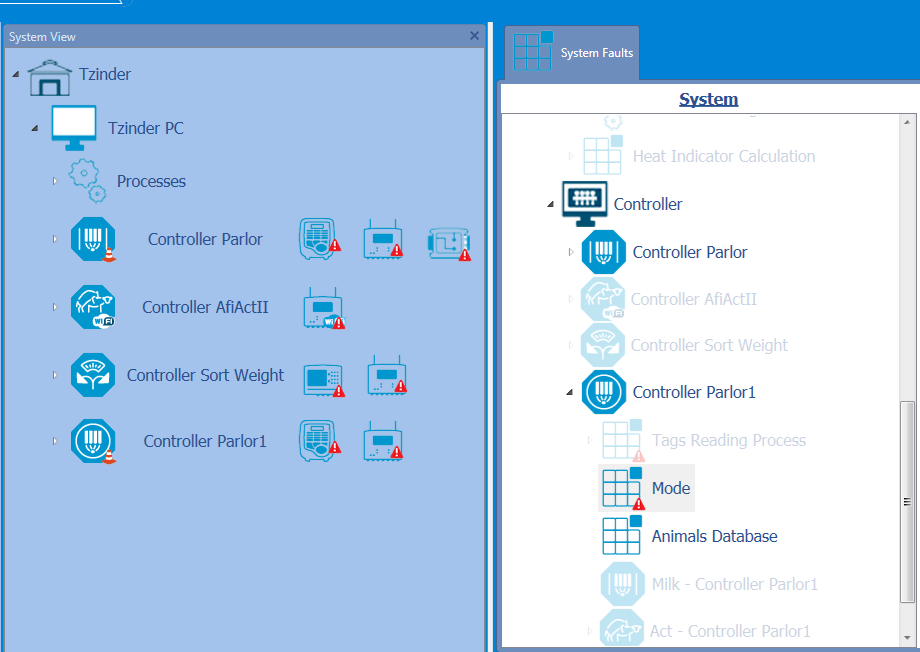 System View
Tzinder
Tzinder PC
Processes
Controller Parlor
Controller AfiActII
WiFi
Controller Sort Weight
Controller Parlor1
System Faults
System
Heat Indicator Calculation
Controller
Controller Parlor
Controller AfiActII
Controller Sort Weight
Controller Parlor1
Tags Reading Process
Mode
Animals Database
Milk - Controller Parlor1
Act - Controller Parlor1